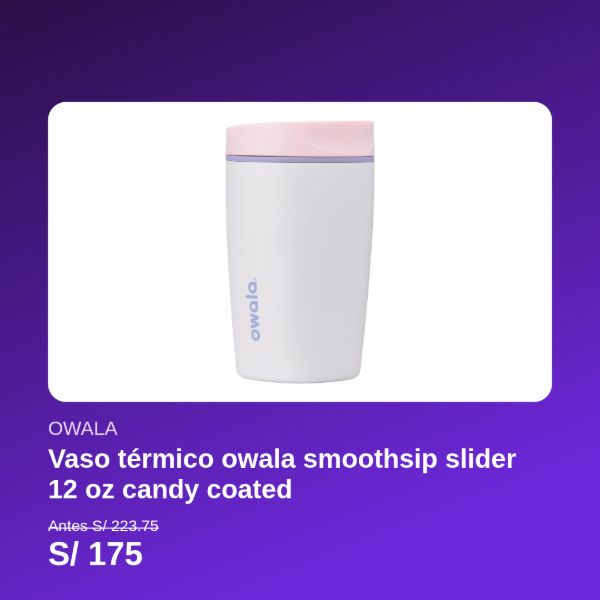 owala
OWALA
Vaso térmico owala smoothsip slider
12 oz candy coated
Antes S/ 223.75
S/ 175